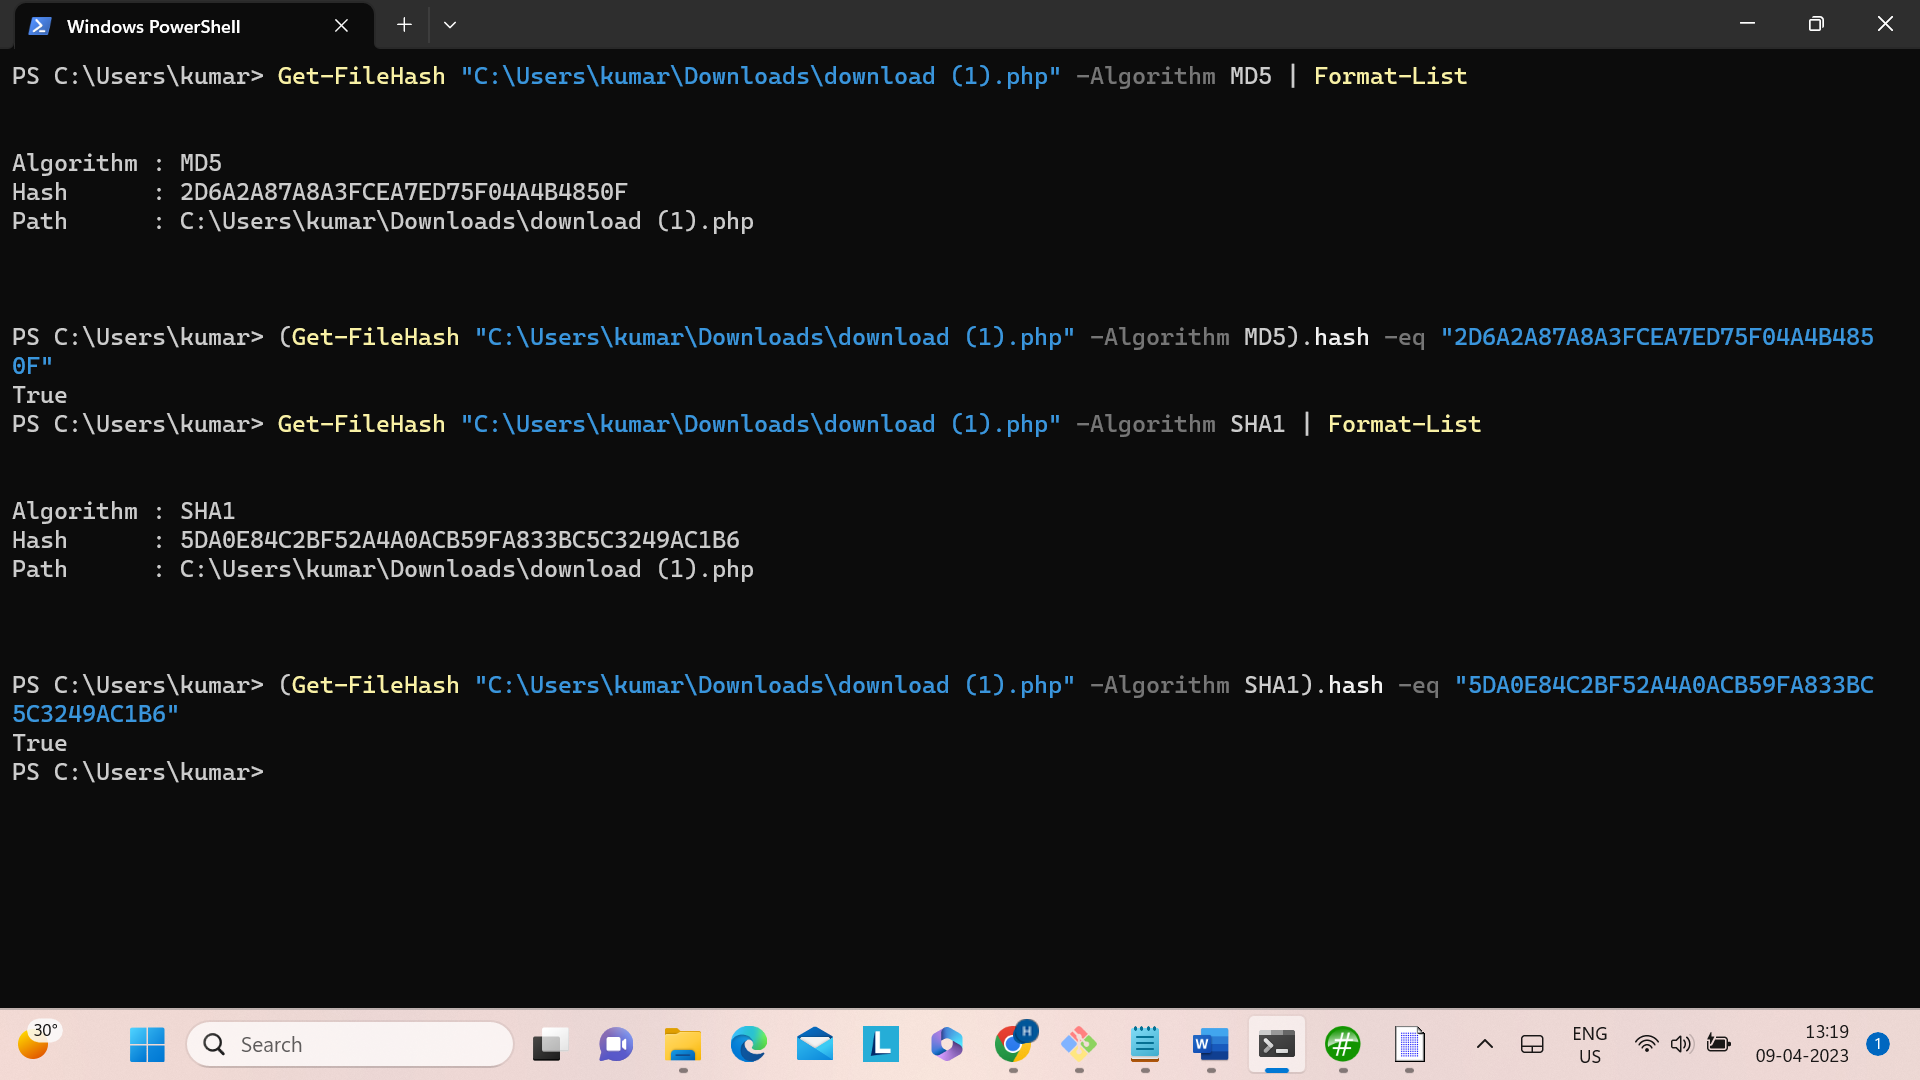 Windows PowerShell
PS C:\Users\kumar> Get-FileHash "C:\Users\kumar\Downloads\download (1).php" -Algorithm MD5 | Format-List
Algorithm : MD5
Hash      : 2D6A2A87A8A3FCEA7ED75F04A4B4850F
Path      : C:\Users\kumar\Downloads\download (1).php
PS C:\Users\kumar> (Get-FileHash "C:\Users\kumar\Downloads\download (1).php" -Algorithm MD5).hash -eq "2D6A2A87A8A3FCEA7ED75F04A4B485
0F"
True
PS C:\Users\kumar> Get-FileHash "C:\Users\kumar\Downloads\download (1).php" -Algorithm SHA1 | Format-List
Algorithm : SHA1
Hash      : 5DA0E84C2BF52A4A0ACB59FA833BC5C3249AC1B6
Path      : C:\Users\kumar\Downloads\download (1).php
PS C:\Users\kumar> (Get-FileHash "C:\Users\kumar\Downloads\download (1).php" -Algorithm SHA1).hash -eq "5DA0E84C2BF52A4A0ACB59FA833BC
5C3249AC1B6"
True
PS C:\Users\kumar>
30°
Search
L
H
W
#
ENG
US
13:19
09-04-2023
1